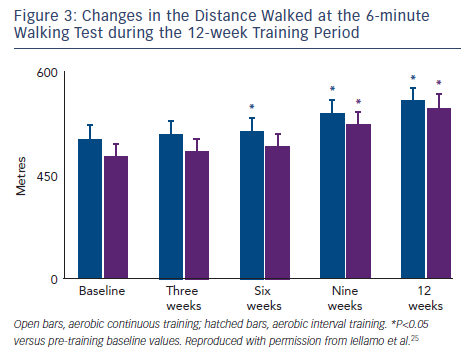 Figure 3: Changes in the Distance Walked at the 6-minute
Walking Test during the 12-week Training Period
600
450
0
Metres
* * * * *
Baseline Three weeks Six weeks Nine weeks 12 weeks
Open bars, aerobic continuous training; hatched bars, aerobic interval training. *P<0.05
versus pre-training baseline values. Reproduced with permission from Iellamo et al.25